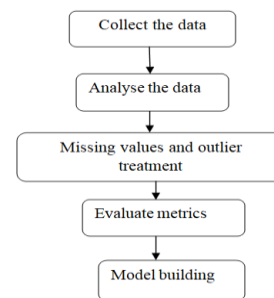 Collect the data
Analyse the data
Missing values and outlier
treatment
Evaluate metrics
Model building